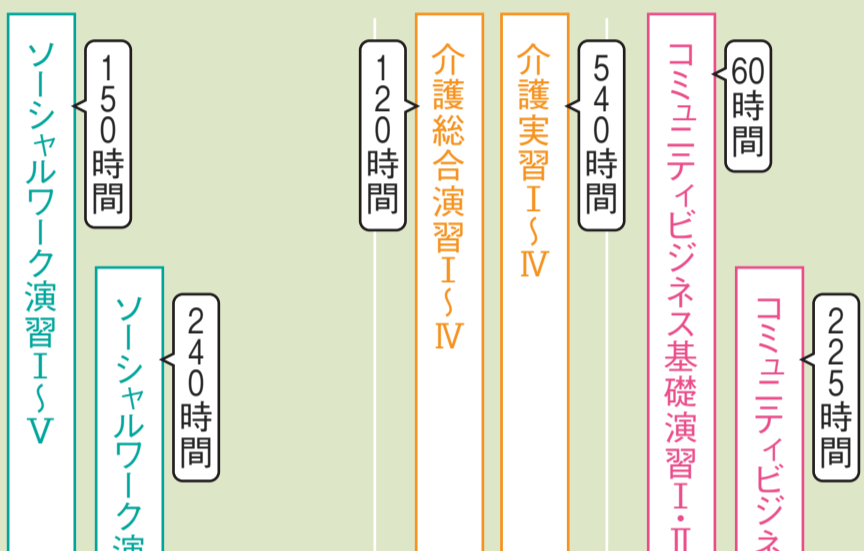 コミュニティビジネス基礎演習Ⅰ・Ⅱ
60時間
コミュニティビジネ
225時間
介護実習Ⅰ〜Ⅳ
540時間
介護総合演習Ⅰ〜Ⅳ
120時間
ソーシャルワーク演習Ⅰ〜Ⅴ
150時間
ソーシャルワーク演
240時間